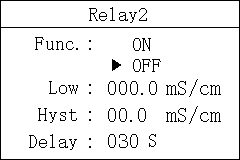 Relay2
Func. : ON
▶ OFF
Low : 000.0 mS/cm
Hyst : 00.0 mS/cm
Delay : 030 S